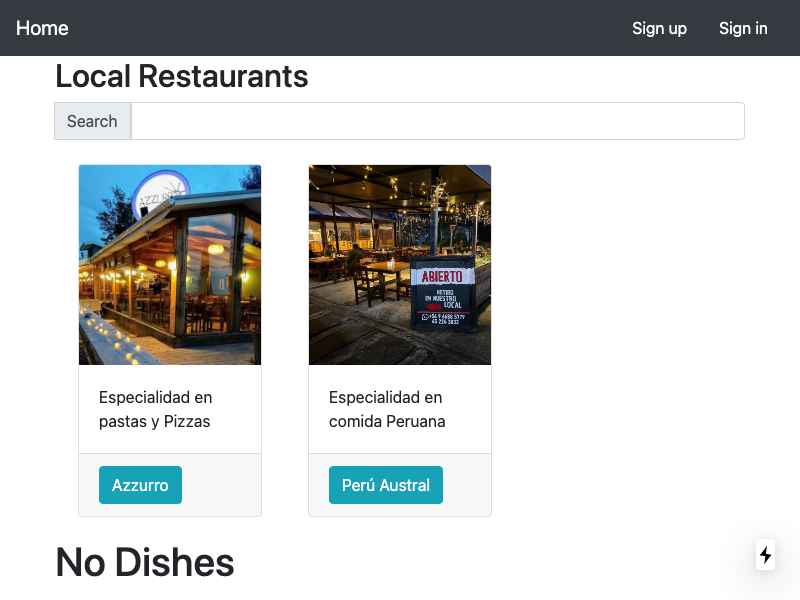 Home
Sign up
Sign in
Local Restaurants
Search
AZZURRO
ABIERTO
RETIRO
EN NUESTRO
LOCAL
Especialidad en
pastas y Pizzas
Especialidad en
comida Peruana
Azzurro
Perú Austral
No Dishes